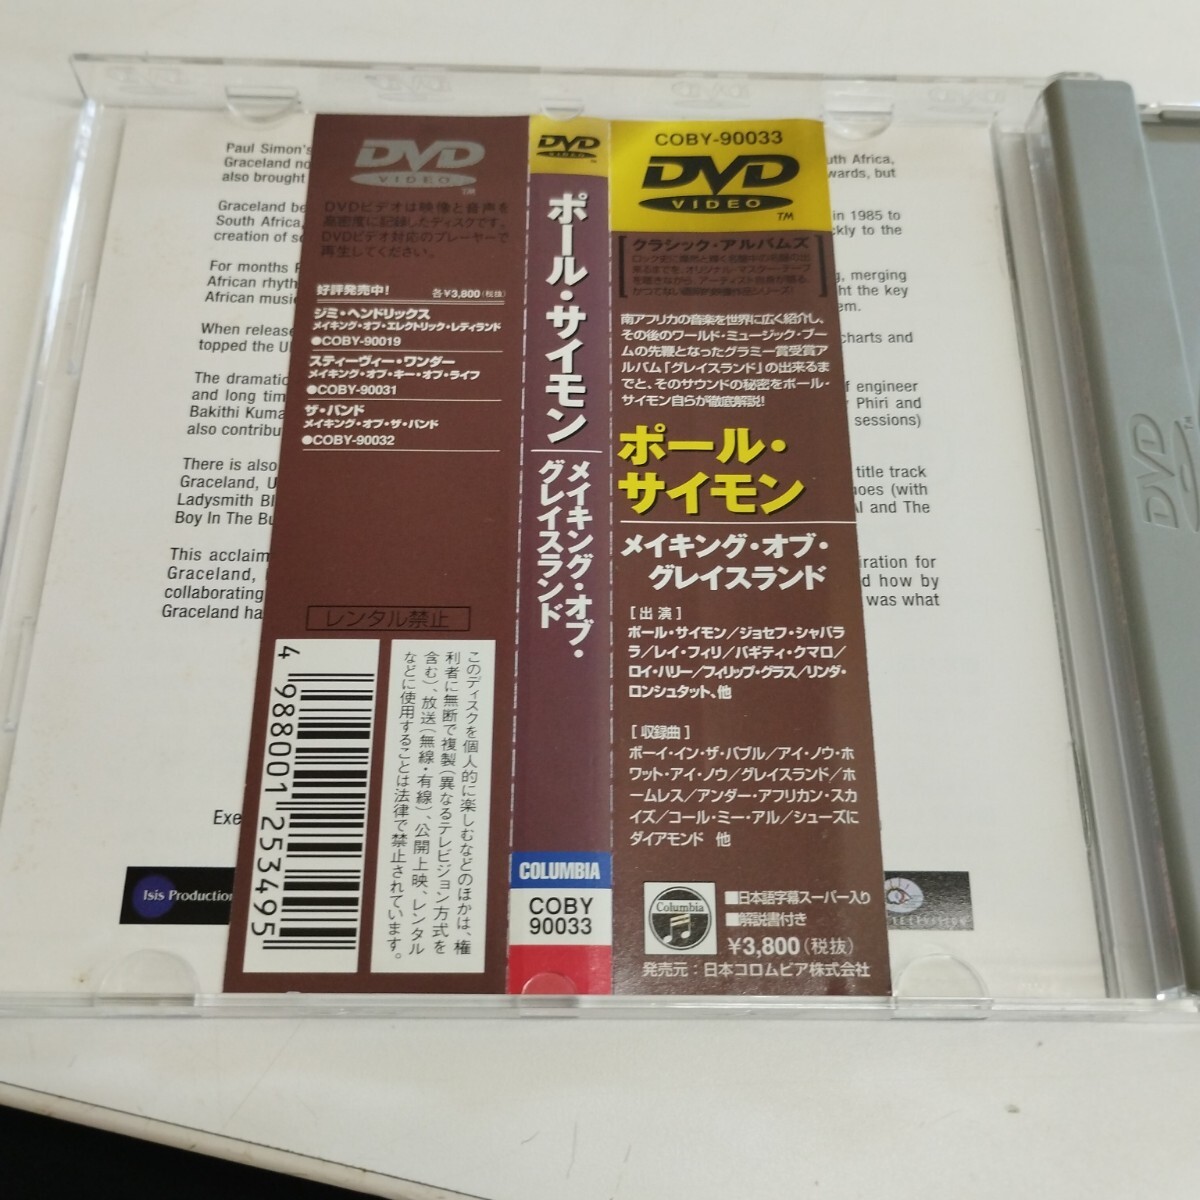 Paul Simon's
Graceland no
also brought
Graceland be
South Africa,
creation of so
For months P
African rhyth
African music
When release
topped the U
The dramatic
and long tim
Bakithi Kuma
also contribu
There is also
Graceland, U
Ladysmith Bl
Boy In The Bu
This acclaim
Graceland,
collaborating
Graceland ha
Exe
Isis Production
DVD
VIDEO
TM
DVDビデオは映像と音声を
高密度に記録したディスクです。
DVDビデオ対応のプレーヤーで
再生してください。
好評発売中! 各¥3,800(税抜)
ジミ・ヘンドリックス
メイキング・オブ・エレクトリック・レディランド
●COBY-90019
スティーヴィー・ワンダー
メイキング・オブ・キー・オブ・ライフ
●COBY-90031
ザ・バンド
メイキング・オブ・ザ・バンド
●COBY-90032
レンタル禁止
4 988001 253495
このディスクを個人的に楽しむなどのほかは、権
利者に無断で複製(異なるテレビジョン方式を
含む)、放送(無線・有線)、公開上映、レンタル
などに使用することは法律で禁止されています。
DVD
VIDEO
ポール・サイモン
メイキング・オブ・
グレイスランド
COLUMBIA
COBY
90033
COBY-90033
DVD
VIDEO
TM
クラシック・アルバムズ
南アフリカの音楽を世界に広く紹介し、
その後のワールド・ミュージック・ブー
ムの先鞭となったグラミー賞受賞ア
ルバム「グレイスランド」の出来るま
でと、そのサウンドの秘密をポール・
サイモン自らが徹底解説!
ポール・
サイモン
メイキング・オブ・
グレイスランド
[出演]
ポール・サイモン/ジョセフ・シャバラ
ラ/レイ・フィリ/バギティ・クマロ/
ロイ・ハリー/フィリップ・グラス/リンダ・
ロンシュタット、他
[収録曲]
ボーイ・イン・ザ・バブル/アイ・ノウ・ホ
ワット・アイ・ノウ/グレイスランド/ホ
ームレス/アンダー・アフリカン・スカ
イズ/コール・ミー・アル/シューズに
ダイアモンド 他
Columbia
■日本語字幕スーパー入り
■解説書付き
¥3,800(税抜)
発売元:日本コロムビア株式会社
uth Africa,
wards, but
in 1985 to
ckly to the
g, merging
ht the key
em.
charts and
f engineer
y Phiri and
sessions)
title track
oes (with
Al and The
iration for
d how by
was what
DVD
TM